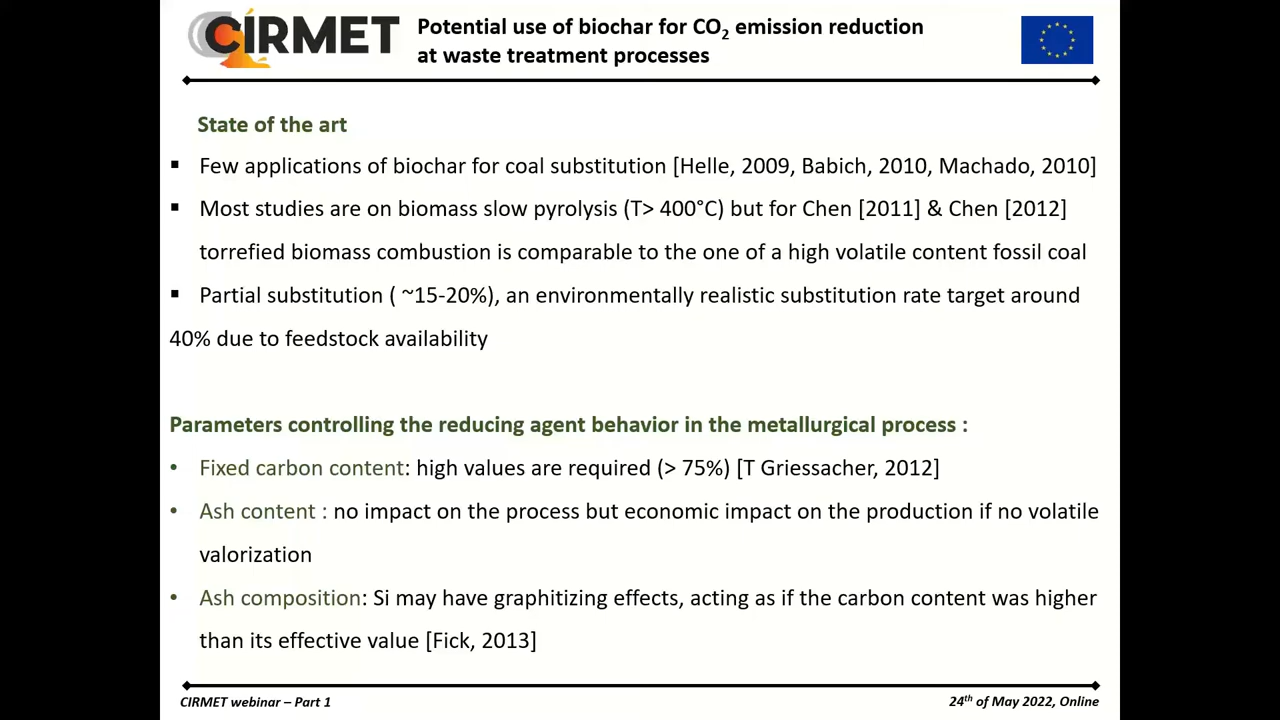 CIRMET
Potential use of biochar for CO₂ emission reduction
at waste treatment processes
State of the art
▪ Few applications of biochar for coal substitution [Helle, 2009, Babich, 2010, Machado, 2010]
▪ Most studies are on biomass slow pyrolysis (T> 400°C) but for Chen [2011] & Chen [2012]
torrefied biomass combustion is comparable to the one of a high volatile content fossil coal
▪ Partial substitution ( ~15-20%), an environmentally realistic substitution rate target around
40% due to feedstock availability
Parameters controlling the reducing agent behavior in the metallurgical process :
• Fixed carbon content: high values are required (> 75%) [T Griessacher, 2012]
• Ash content : no impact on the process but economic impact on the production if no volatile
valorization
• Ash composition: Si may have graphitizing effects, acting as if the carbon content was higher
than its effective value [Fick, 2013]
CIRMET webinar – Part 1
24th of May 2022, Online